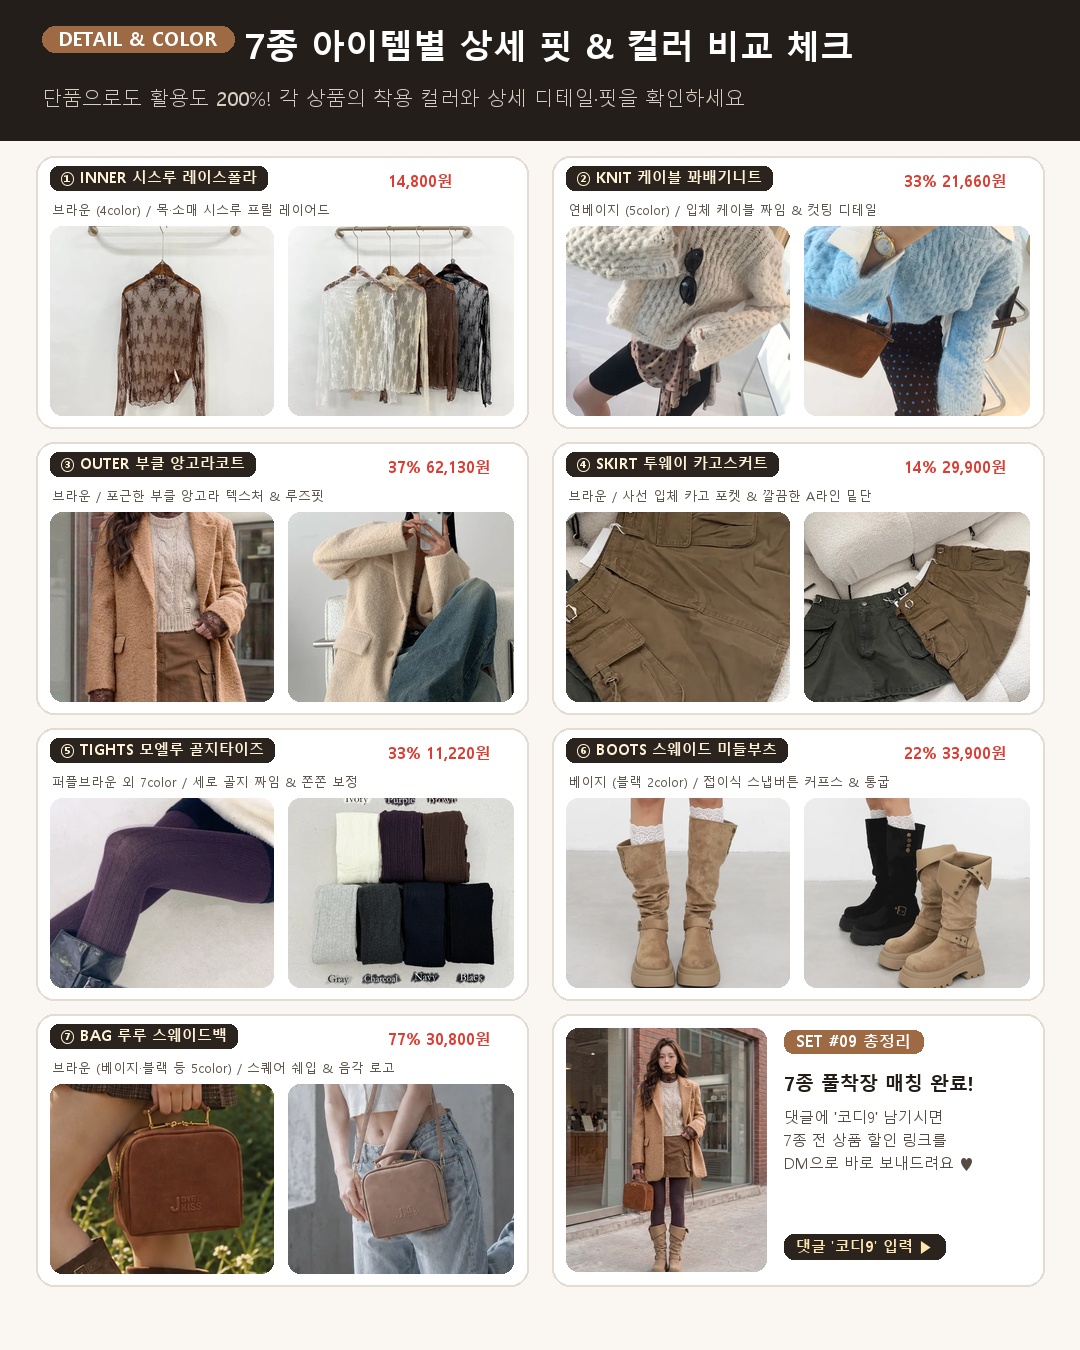 DETAIL & COLOR
7종 아이템별 상세 핏 & 컬러 비교 체크
단품으로도 활용도 200%! 각 상품의 착용 컬러와 상세 디테일·핏을 확인하세요
① INNER 시스루 레이스폴라
14,800원
브라운 (4color) / 목·소매 시스루 프릴 레이어드
② KNIT 케이블 꽈배기니트
33% 21,660원
연베이지 (5color) / 입체 케이블 짜임 & 컷팅 디테일
③ OUTER 부클 앙고라코트
37% 62,130원
브라운 / 포근한 부클 앙고라 텍스처 & 루즈핏
④ SKIRT 투웨이 카고스커트
14% 29,900원
브라운 / 사선 입체 카고 포켓 & 깔끔한 A라인 밑단
⑤ TIGHTS 모엘루 골지타이즈
33% 11,220원
퍼플브라운 외 7color / 세로 골지 짜임 & 쫀쫀 보정
Ivory Purple Brown
Gray Charcoal Navy Black
⑥ BOOTS 스웨이드 미들부츠
22% 33,900원
베이지 (블랙 2color) / 접이식 스냅버튼 커프스 & 통굽
⑦ BAG 루루 스웨이드백
77% 30,800원
브라운 (베이지·블랙 등 5color) / 스퀘어 쉐입 & 음각 로고
SET #09 총정리
7종 풀착장 매칭 완료!
댓글에 '코디9' 남기시면
7종 전 상품 할인 링크를
DM으로 바로 보내드려요 ♥
댓글 '코디9' 입력 ▶